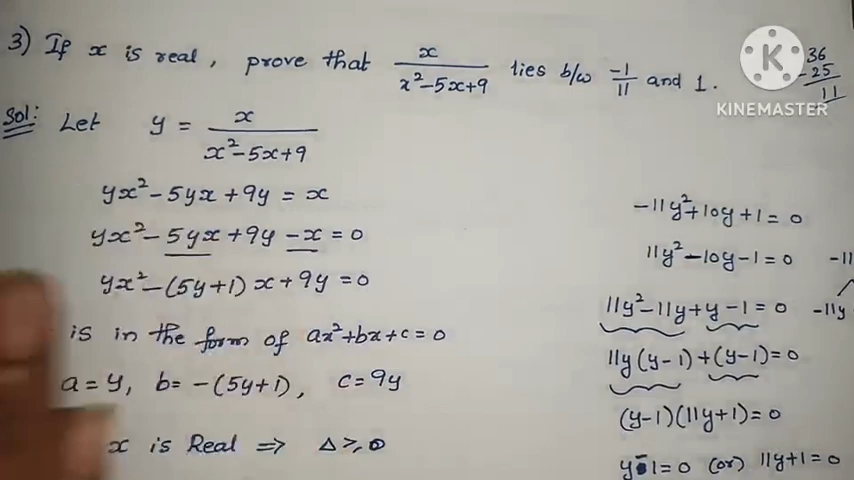 3) If x is real, prove that x/(x²-5x+9) lies b/w -1/11 and 1.
36
-25
11
KINEMASTER
Sol: Let y = x/(x²-5x+9)
yx²-5yx+9y = x
yx²-5yx+9y-x=0
yx²-(5y+1)x+9y=0
is in the form of ax²+bx+c=0
a=y, b=-(5y+1), c=9y
x is Real ⇒ Δ≥0
-11y²+10y+1=0
11y²-10y-1=0
-11
11y²-11y+y-1=0
-11y
11y(y-1)+(y-1)=0
(y-1)(11y+1)=0
y-1=0 (or) 11y+1=0